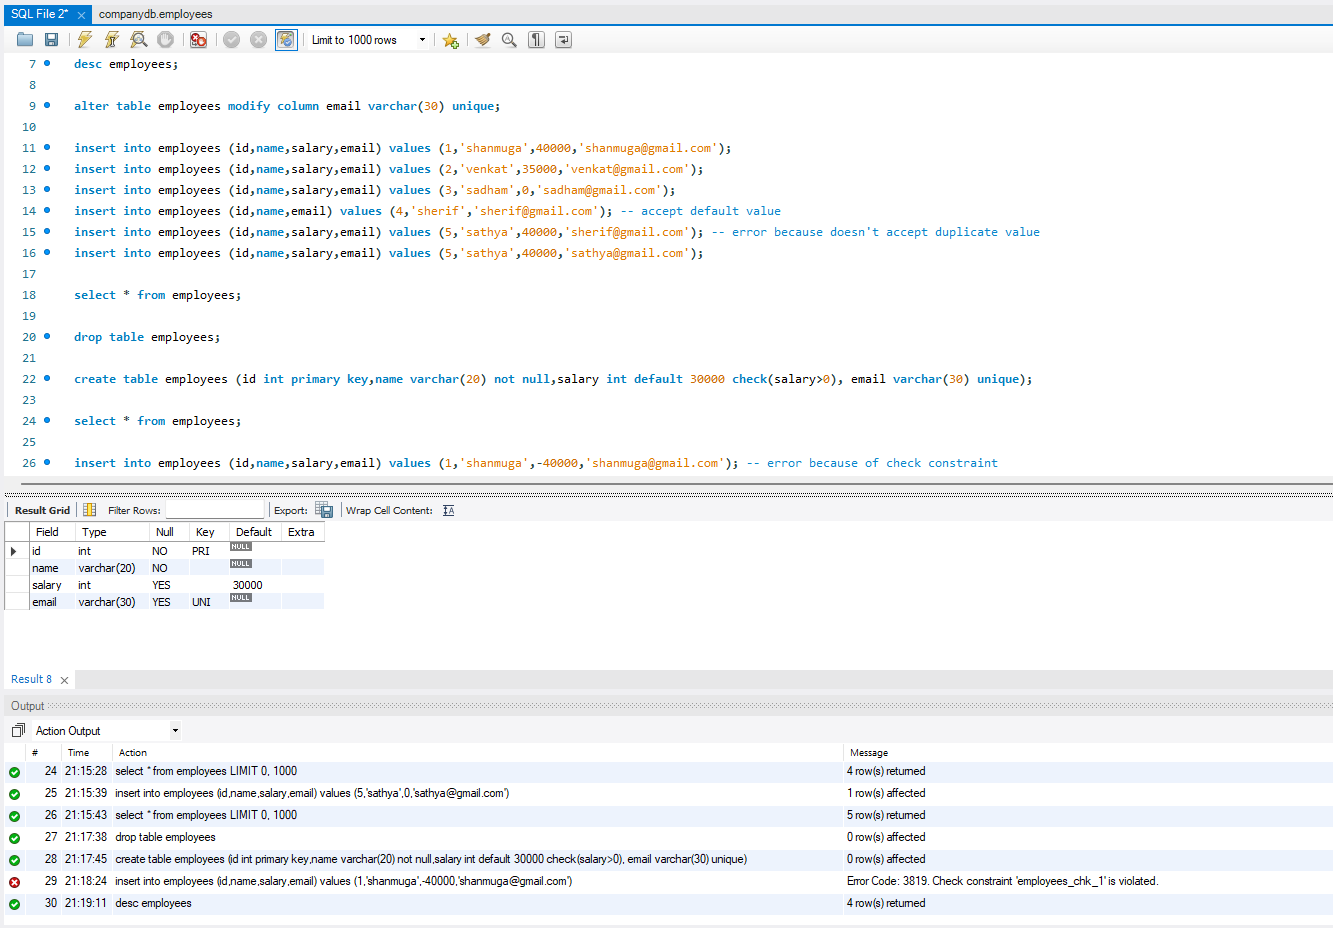 SQL File 2* × companydb.employees
Limit to 1000 rows
7 desc employees;
8
9 alter table employees modify column email varchar(30) unique;
10
11 insert into employees (id,name,salary,email) values (1,'shanmuga',40000,'shanmuga@gmail.com');
12 insert into employees (id,name,salary,email) values (2,'venkat',35000,'venkat@gmail.com');
13 insert into employees (id,name,salary,email) values (3,'sadham',0,'sadham@gmail.com');
14 insert into employees (id,name,email) values (4,'sherif','sherif@gmail.com'); -- accept default value
15 insert into employees (id,name,salary,email) values (5,'sathya',40000,'sherif@gmail.com'); -- error because doesn't accept duplicate value
16 insert into employees (id,name,salary,email) values (5,'sathya',40000,'sathya@gmail.com');
17
18 select * from employees;
19
20 drop table employees;
21
22 create table employees (id int primary key,name varchar(20) not null,salary int default 30000 check(salary>0), email varchar(30) unique);
23
24 select * from employees;
25
26 insert into employees (id,name,salary,email) values (1,'shanmuga',-40000,'shanmuga@gmail.com'); -- error because of check constraint
Result Grid Filter Rows: Export: Wrap Cell Content:
Field Type Null Key Default Extra
id int NO PRI NULL
name varchar(20) NO NULL
salary int YES 30000
email varchar(30) YES UNI NULL
Result 8 ×
Output
Action Output
# Time Action Message
24 21:15:28 select * from employees LIMIT 0, 1000 4 row(s) returned
25 21:15:39 insert into employees (id,name,salary,email) values (5,'sathya',0,'sathya@gmail.com') 1 row(s) affected
26 21:15:43 select * from employees LIMIT 0, 1000 5 row(s) returned
27 21:17:38 drop table employees 0 row(s) affected
28 21:17:45 create table employees (id int primary key,name varchar(20) not null,salary int default 30000 check(salary>0), email varchar(30) unique) 0 row(s) affected
29 21:18:24 insert into employees (id,name,salary,email) values (1,'shanmuga',-40000,'shanmuga@gmail.com') Error Code: 3819. Check constraint 'employees_chk_1' is violated.
30 21:19:11 desc employees 4 row(s) returned